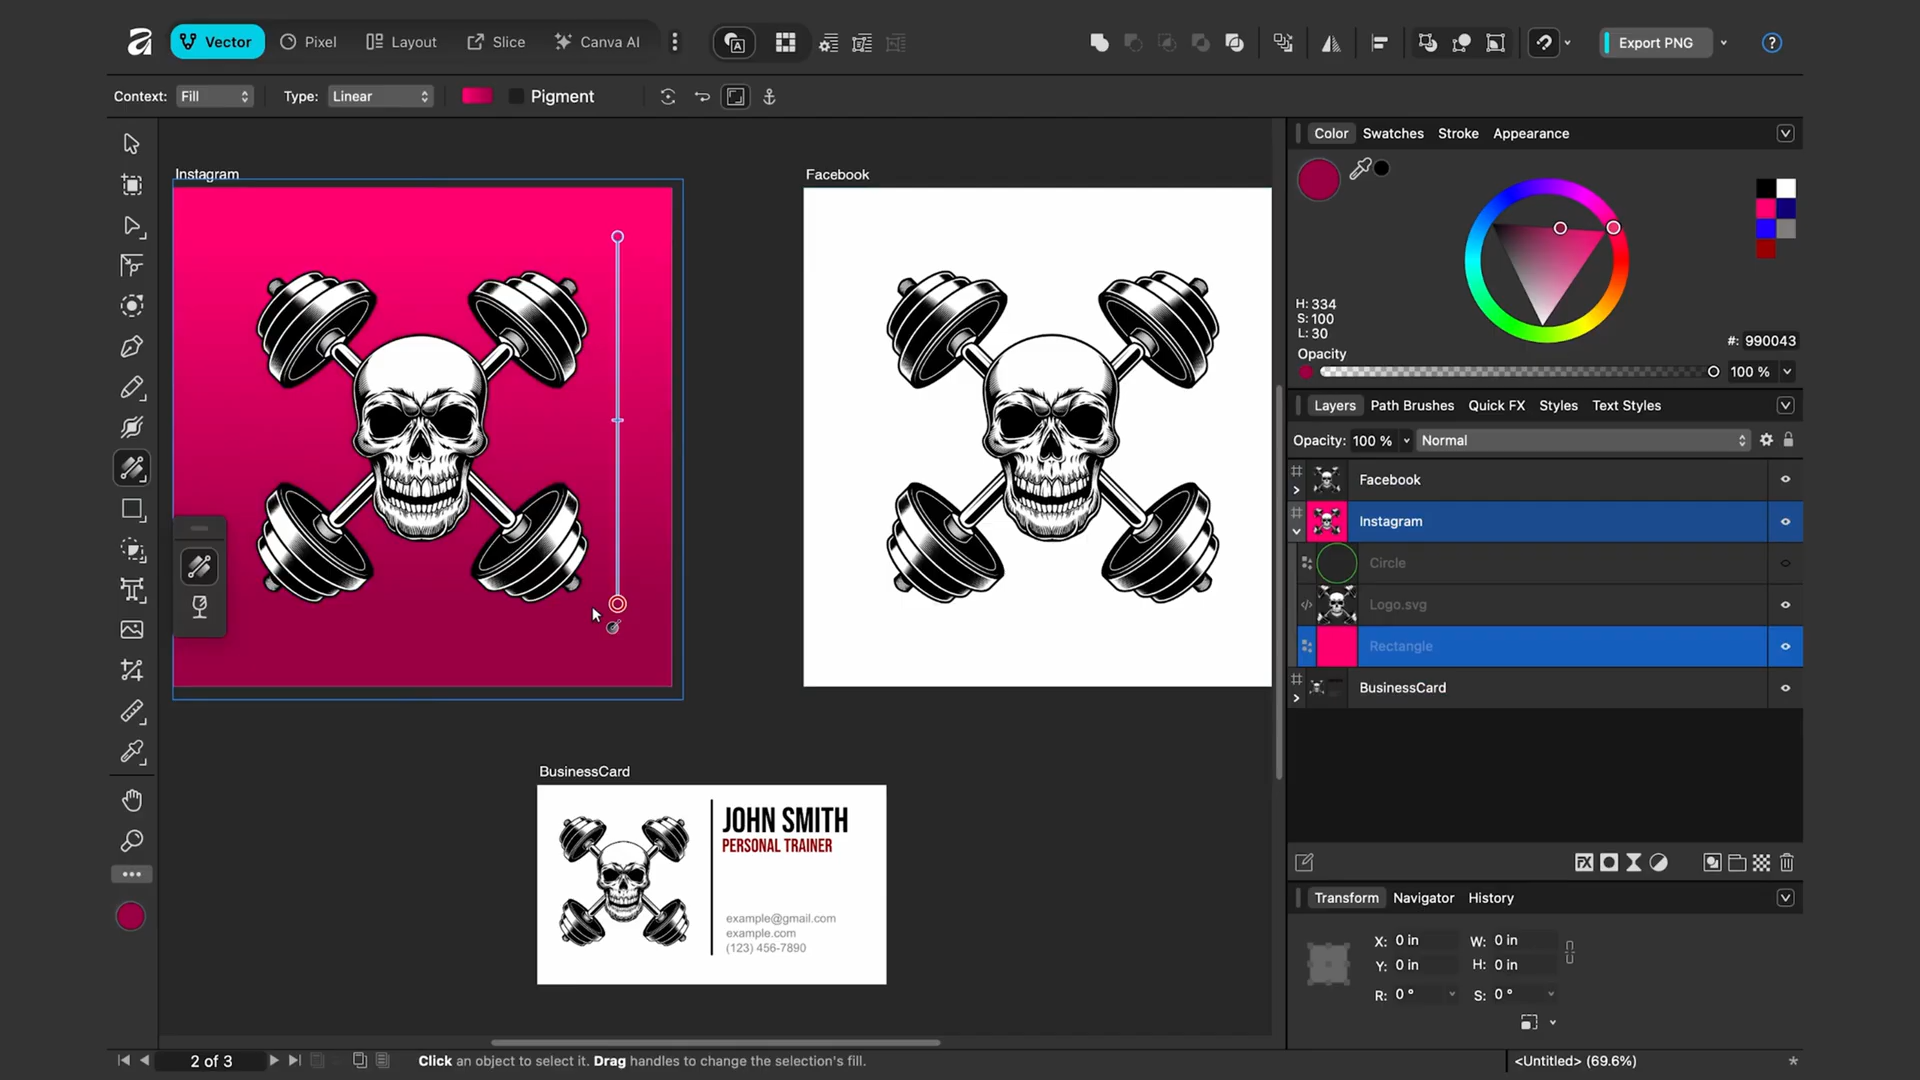 Vector Pixel Layout Slice Canva AI Export PNG ?
Context: Fill Type: Linear Pigment
Color Swatches Stroke Appearance
Instagram
Facebook
H: 334
S: 100
L: 30
#: 990043
Opacity
100 %
Layers Path Brushes Quick FX Styles Text Styles
Opacity: 100 % Normal
Facebook
Instagram
Circle
Logo.svg
Rectangle
BusinessCard
BusinessCard
JOHN SMITH
PERSONAL TRAINER
example@gmail.com
example.com
(123) 456-7890
FX
Transform Navigator History
X: 0 in W: 0 in
Y: 0 in H: 0 in
R: 0 ° S: 0 °
2 of 3 Click an object to select it. Drag handles to change the selection's fill. <Untitled> (69.6%) *